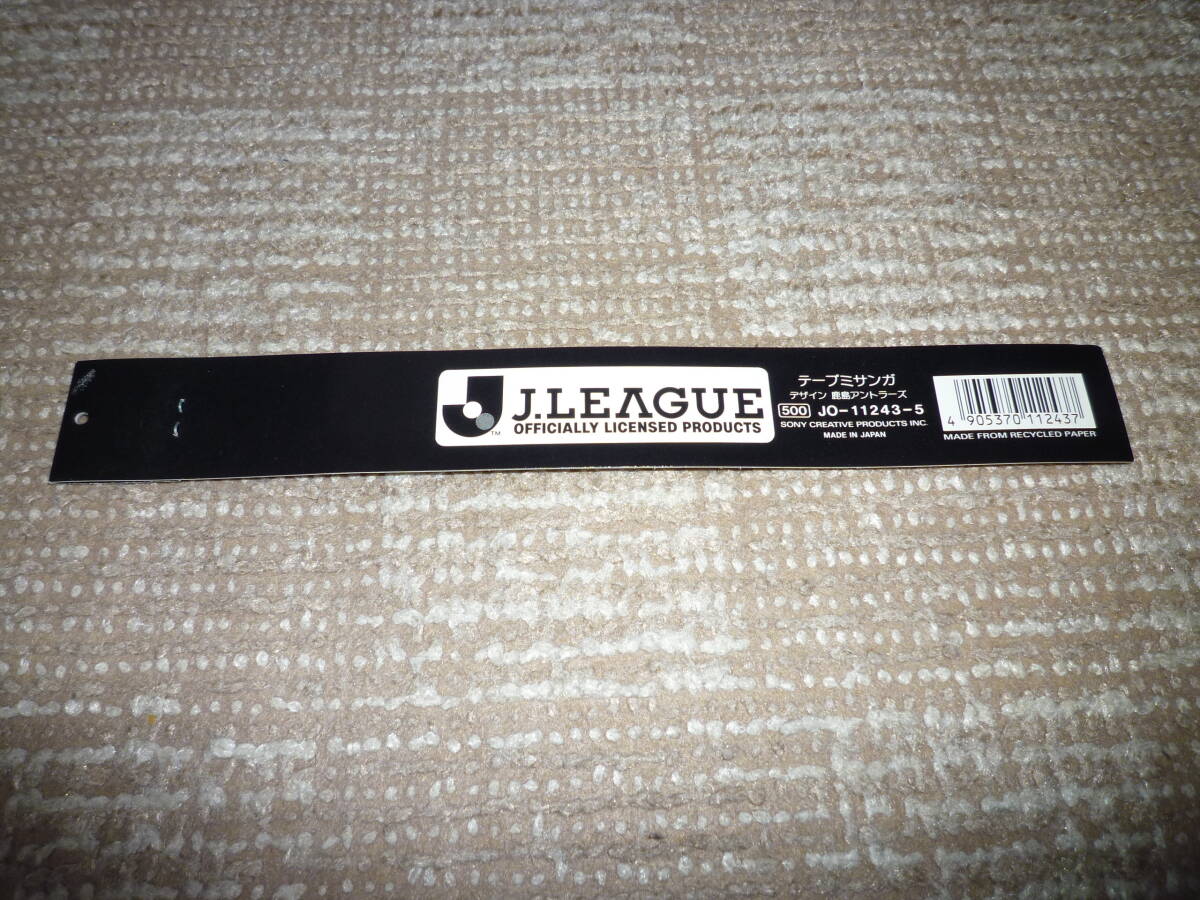 J.LEAGUE
TM
OFFICIALLY LICENSED PRODUCTS
テープミサンガ
デザイン 鹿島アントラーズ
500 JO-11243-5
SONY CREATIVE PRODUCTS INC.
MADE IN JAPAN
4 905370 112437
MADE FROM RECYCLED PAPER